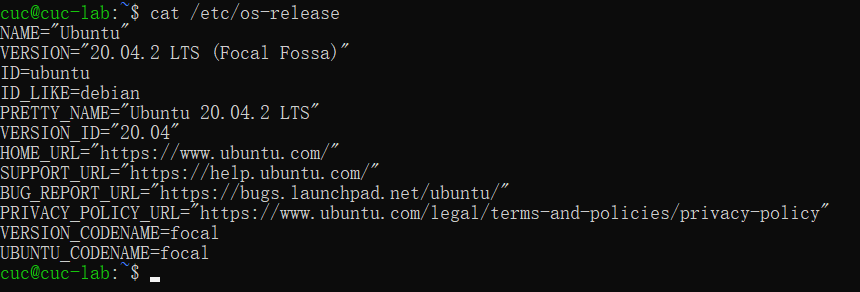 cuc@cuc-lab:~$ cat /etc/os-release
NAME="Ubuntu"
VERSION="20.04.2 LTS (Focal Fossa)"
ID=ubuntu
ID_LIKE=debian
PRETTY_NAME="Ubuntu 20.04.2 LTS"
VERSION_ID="20.04"
HOME_URL="https://www.ubuntu.com/"
SUPPORT_URL="https://help.ubuntu.com/"
BUG_REPORT_URL="https://bugs.launchpad.net/ubuntu/"
PRIVACY_POLICY_URL="https://www.ubuntu.com/legal/terms-and-policies/privacy-policy"
VERSION_CODENAME=focal
UBUNTU_CODENAME=focal
cuc@cuc-lab:~$